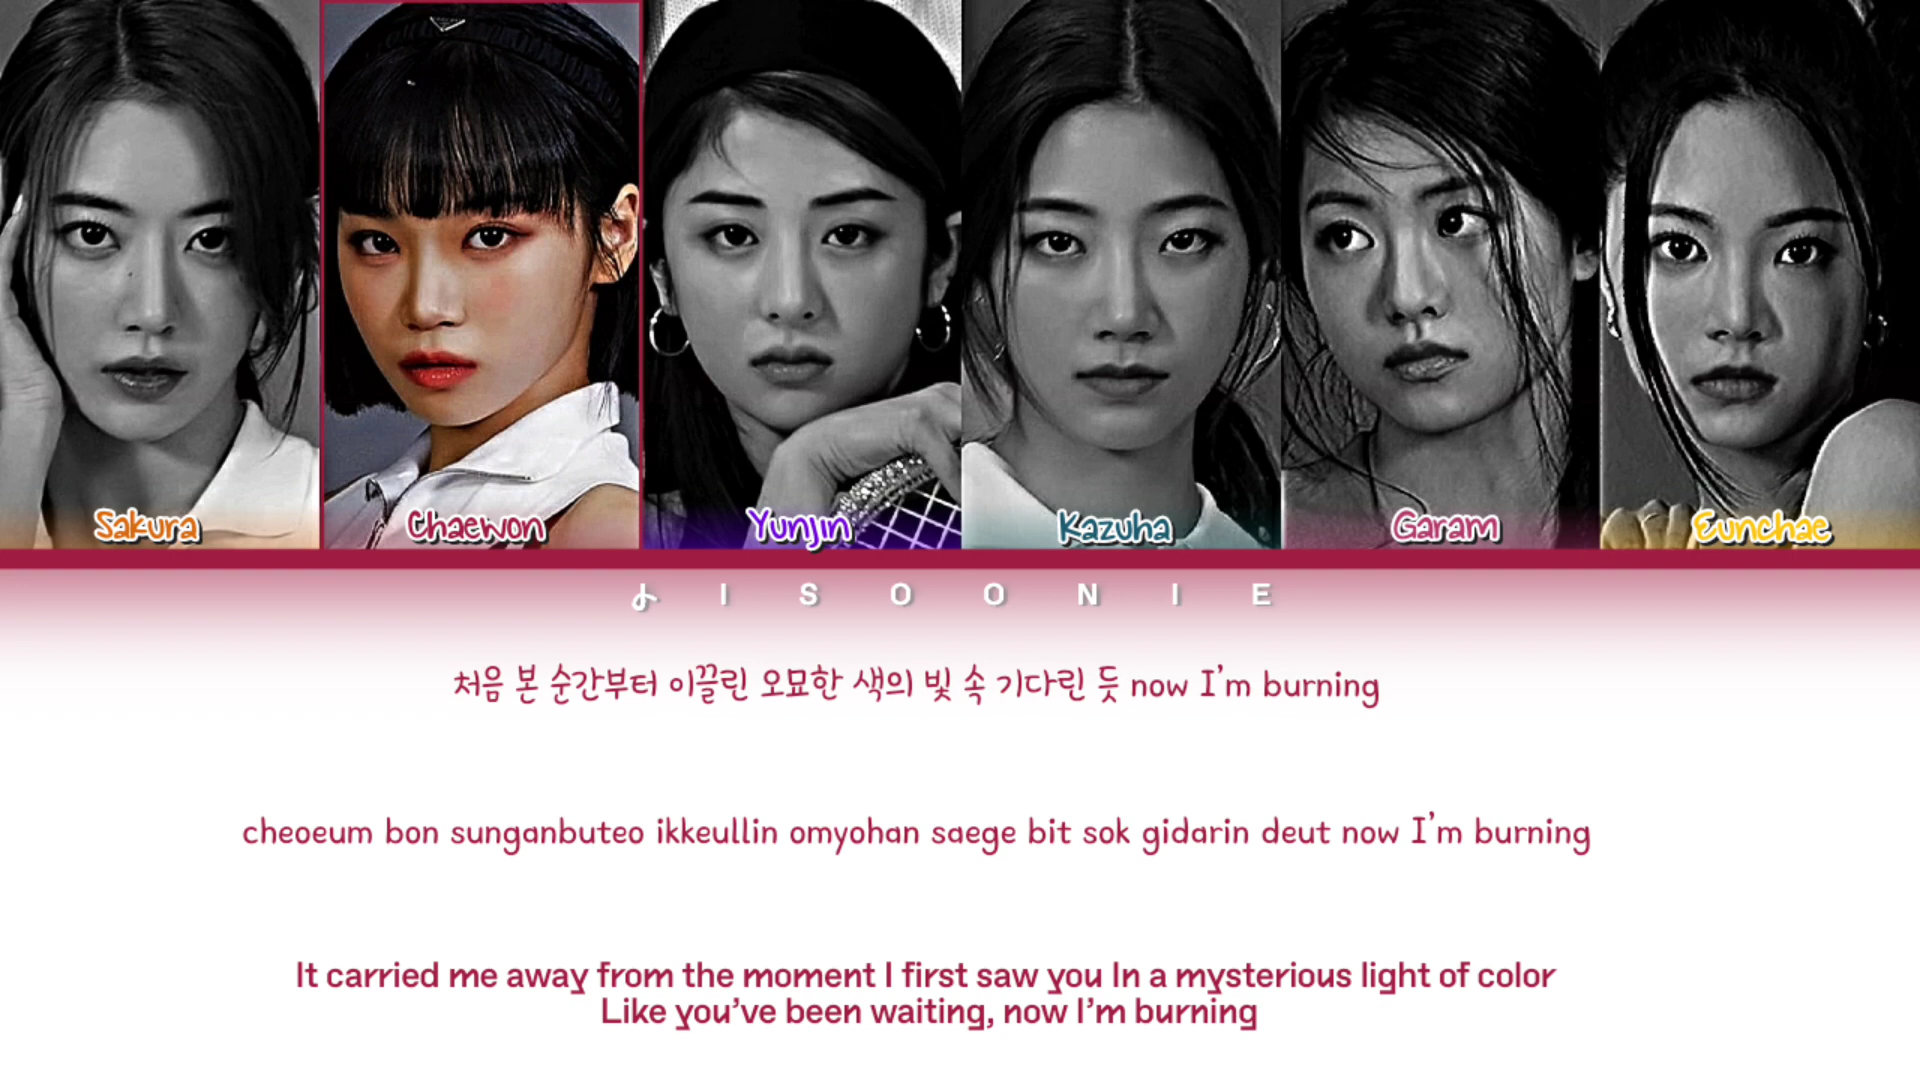 Sakura
Chaewon
Yunjin
Kazuha
Garam
Eunchae
JISOONIE
처음 본 순간부터 이끌린 오묘한 색의 빛 속 기다린 듯 now I'm burning
cheoeum bon sunganbuteo ikkeullin omyohan saege bit sok gidarin deut now I'm burning
It carried me away from the moment I first saw you In a mysterious light of color
Like you've been waiting, now I'm burning